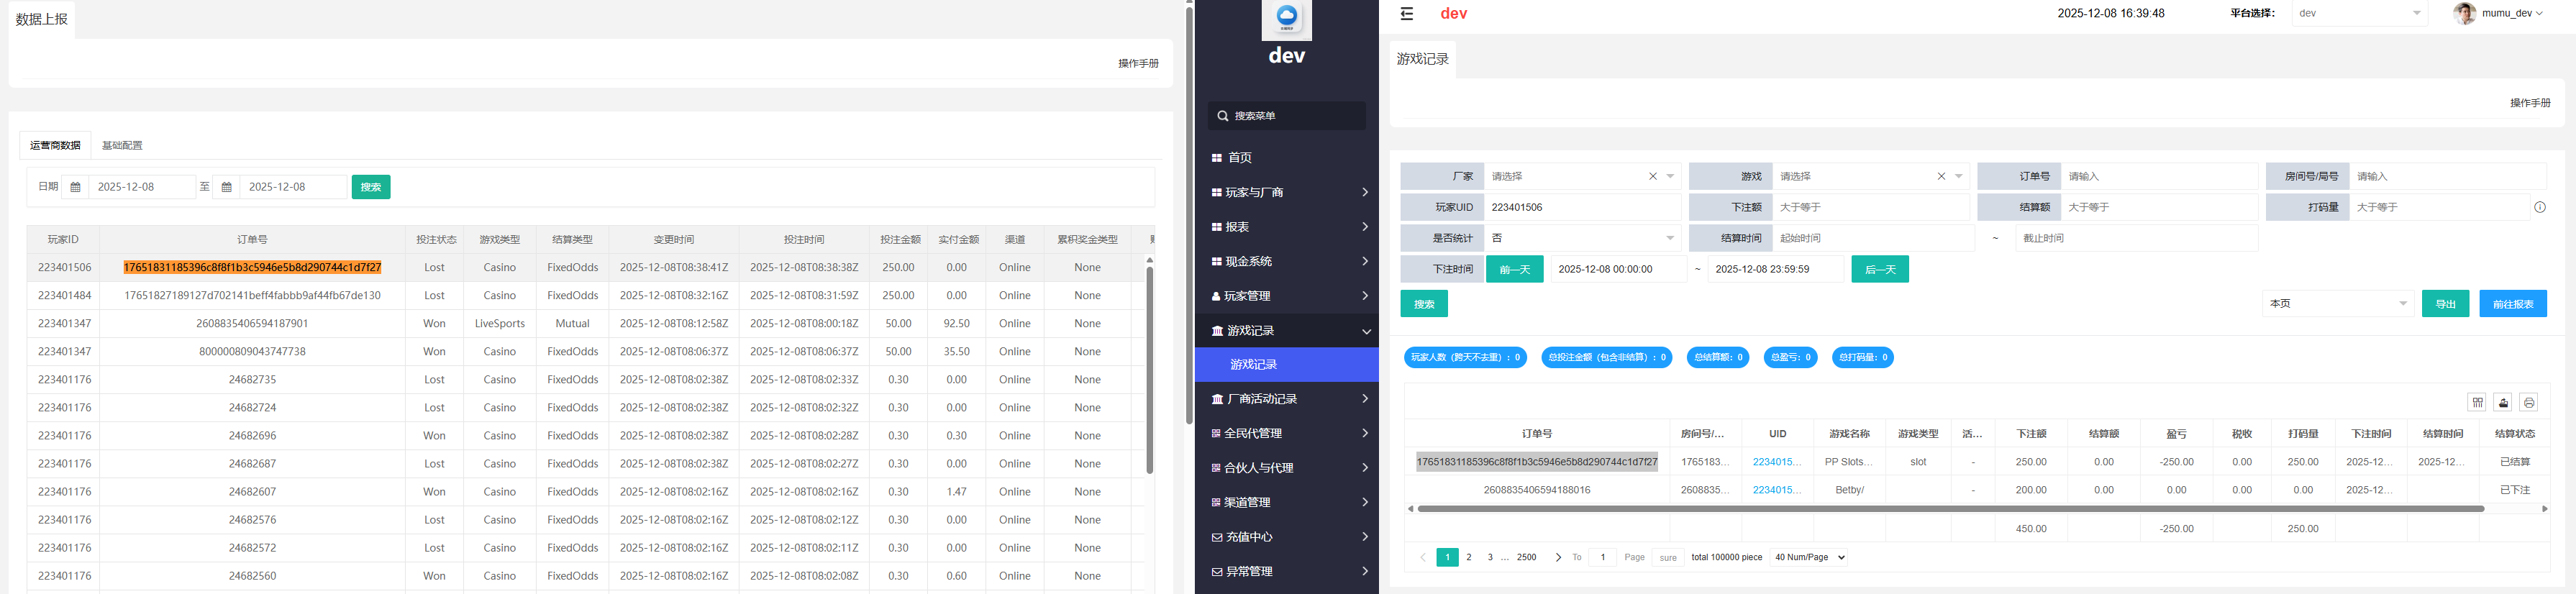 数据上报
操作手册
运营商数据 基础配置
日期 2025-12-08 至 2025-12-08 搜索
玩家ID 订单号 投注状态 游戏类型 结算类型 变更时间 投注时间 投注金额 实付金额 渠道 累积奖金类型
223401506 17651831185396c8f8f1b3c5946e5b8d290744c1d7f27 Lost Casino FixedOdds 2025-12-08T08:38:41Z 2025-12-08T08:38:38Z 250.00 0.00 Online None
223401484 17651827189127d702141beff4fabbb9af44fb67de130 Lost Casino FixedOdds 2025-12-08T08:32:16Z 2025-12-08T08:31:59Z 250.00 0.00 Online None
223401347 2608835406594187901 Won LiveSports Mutual 2025-12-08T08:12:58Z 2025-12-08T08:00:18Z 50.00 92.50 Online None
223401347 800000809043747738 Won Casino FixedOdds 2025-12-08T08:06:37Z 2025-12-08T08:06:37Z 50.00 35.50 Online None
223401176 24682735 Lost Casino FixedOdds 2025-12-08T08:02:38Z 2025-12-08T08:02:33Z 0.30 0.00 Online None
223401176 24682724 Lost Casino FixedOdds 2025-12-08T08:02:38Z 2025-12-08T08:02:32Z 0.30 0.00 Online None
223401176 24682696 Won Casino FixedOdds 2025-12-08T08:02:38Z 2025-12-08T08:02:28Z 0.30 0.30 Online None
223401176 24682687 Lost Casino FixedOdds 2025-12-08T08:02:38Z 2025-12-08T08:02:27Z 0.30 0.00 Online None
223401176 24682607 Won Casino FixedOdds 2025-12-08T08:02:16Z 2025-12-08T08:02:16Z 0.30 1.47 Online None
223401176 24682576 Lost Casino FixedOdds 2025-12-08T08:02:16Z 2025-12-08T08:02:12Z 0.30 0.00 Online None
223401176 24682572 Lost Casino FixedOdds 2025-12-08T08:02:16Z 2025-12-08T08:02:11Z 0.30 0.00 Online None
223401176 24682560 Won Casino FixedOdds 2025-12-08T08:02:16Z 2025-12-08T08:02:08Z 0.30 0.60 Online None
dev
搜索菜单
首页
玩家与厂商
报表
现金系统
玩家管理
游戏记录
游戏记录
厂商活动记录
全民代管理
合伙人与代理
渠道管理
充值中心
异常管理
dev 2025-12-08 16:39:48 平台选择： dev mumu_dev
游戏记录
操作手册
厂家 请选择 游戏 请选择 订单号 请输入 房间号/局号 请输入
玩家UID 223401506 下注额 大于等于 结算额 大于等于 打码量 大于等于
是否统计 否 结算时间 起始时间 ~ 截止时间
下注时间 前一天 2025-12-08 00:00:00 ~ 2025-12-08 23:59:59 后一天
搜索 本页 导出 前往报表
玩家人数（跨天不去重）：0 总投注金额（包含非结算）：0 总结算额：0 总盈亏：0 总打码量：0
订单号 房间号/... UID 游戏名称 游戏类型 活... 下注额 结算额 盈亏 税收 打码量 下注时间 结算时间 结算状态
17651831185396c8f8f1b3c5946e5b8d290744c1d7f27 1765183... 2234015... PP Slots... slot - 250.00 0.00 -250.00 0.00 250.00 2025-12... 2025-12... 已结算
2608835406594188016 2608835... 2234015... Betby/ - 200.00 0.00 0.00 0.00 0.00 2025-12... 已下注
450.00 -250.00 250.00
1 2 3 ... 2500 To 1 Page sure total 100000 piece 40 Num/Page